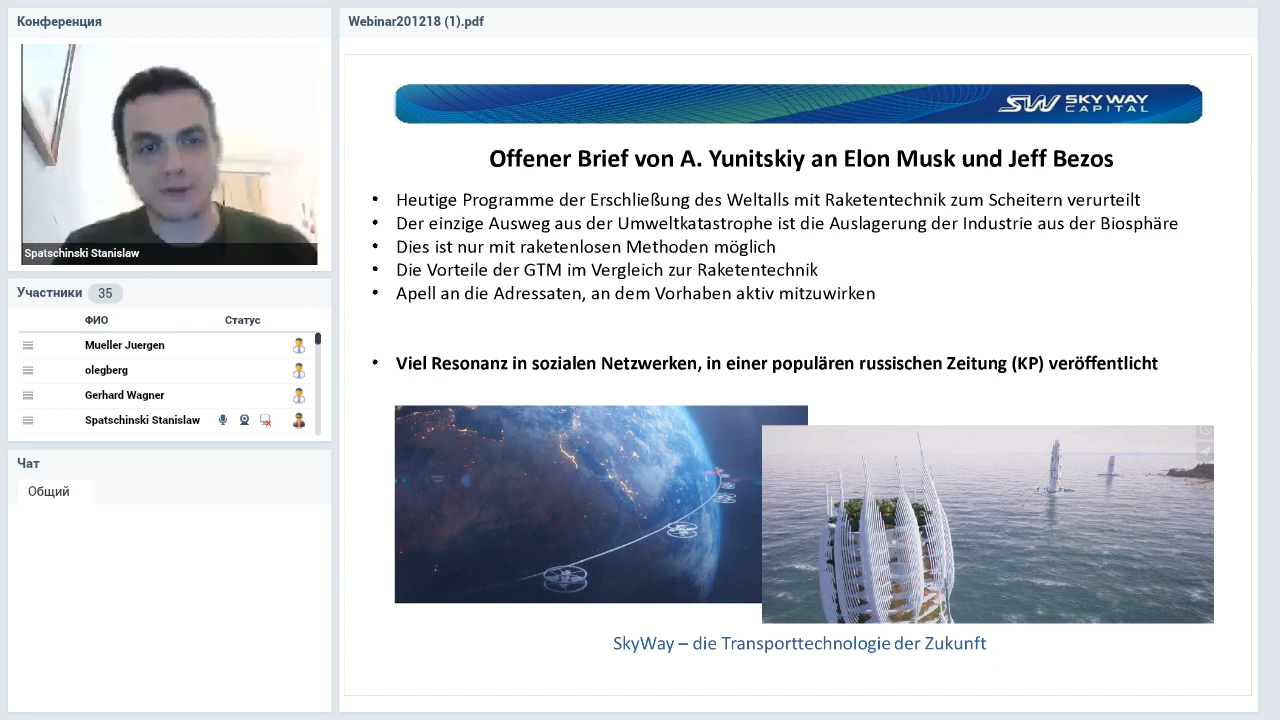 Конференция
Spatschinski Stanislaw
Участники 35
ФИО Статус
Mueller Juergen
olegberg
Gerhard Wagner
Spatschinski Stanislaw
Чат
Общий
Webinar201218 (1).pdf
SW SKY WAY CAPITAL
Offener Brief von A. Yunitskiy an Elon Musk und Jeff Bezos
• Heutige Programme der Erschließung des Weltalls mit Raketentechnik zum Scheitern verurteilt
• Der einzige Ausweg aus der Umweltkatastrophe ist die Auslagerung der Industrie aus der Biosphäre
• Dies ist nur mit raketenlosen Methoden möglich
• Die Vorteile der GTM im Vergleich zur Raketentechnik
• Apell an die Adressaten, an dem Vorhaben aktiv mitzuwirken
• Viel Resonanz in sozialen Netzwerken, in einer populären russischen Zeitung (KP) veröffentlicht
SkyWay – die Transporttechnologie der Zukunft